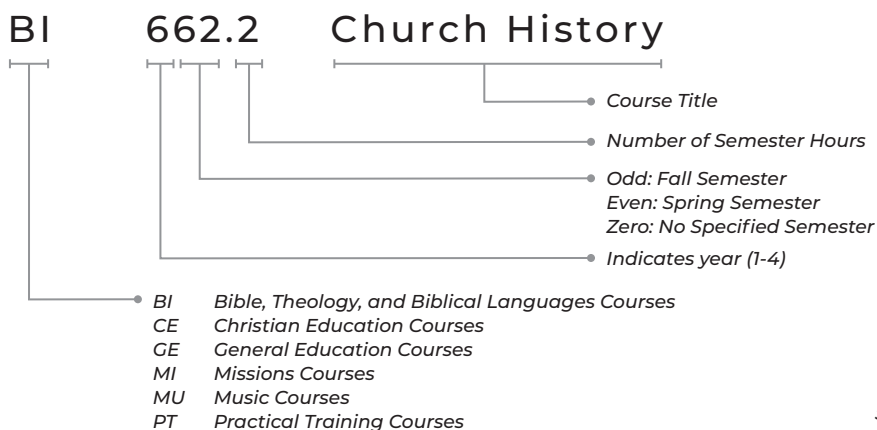 BI 662.2 Church History
Course Title
Number of Semester Hours
Odd: Fall Semester
Even: Spring Semester
Zero: No Specified Semester
Indicates year (1-4)
BI Bible, Theology, and Biblical Languages Courses
CE Christian Education Courses
GE General Education Courses
MI Missions Courses
MU Music Courses
PT Practical Training Courses